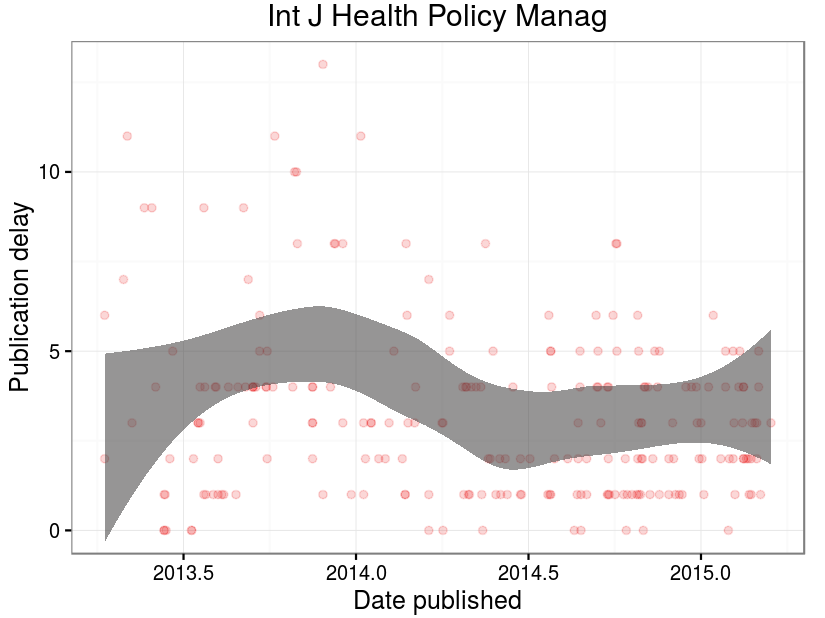 Int J Health Policy Manag
Publication delay
10
5
0
2013.5 2014.0 2014.5 2015.0
Date published